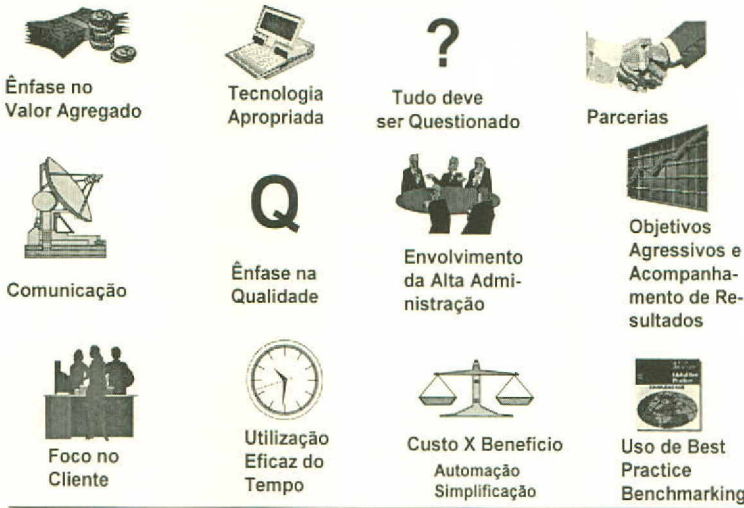 Ênfase no
Valor Agregado
Tecnologia
Apropriada
?
Tudo deve
ser Questionado
Parcerias
Comunicação
Q
Ênfase na
Qualidade
Envolvimento
da Alta Admi-
nistração
Objetivos
Agressivos e
Acompanha-
mento de Re-
sultados
Foco no
Cliente
Utilização
Eficaz do
Tempo
Custo X Beneficio
Automação
Simplificação
Uso de Best
Practice
Benchmarking